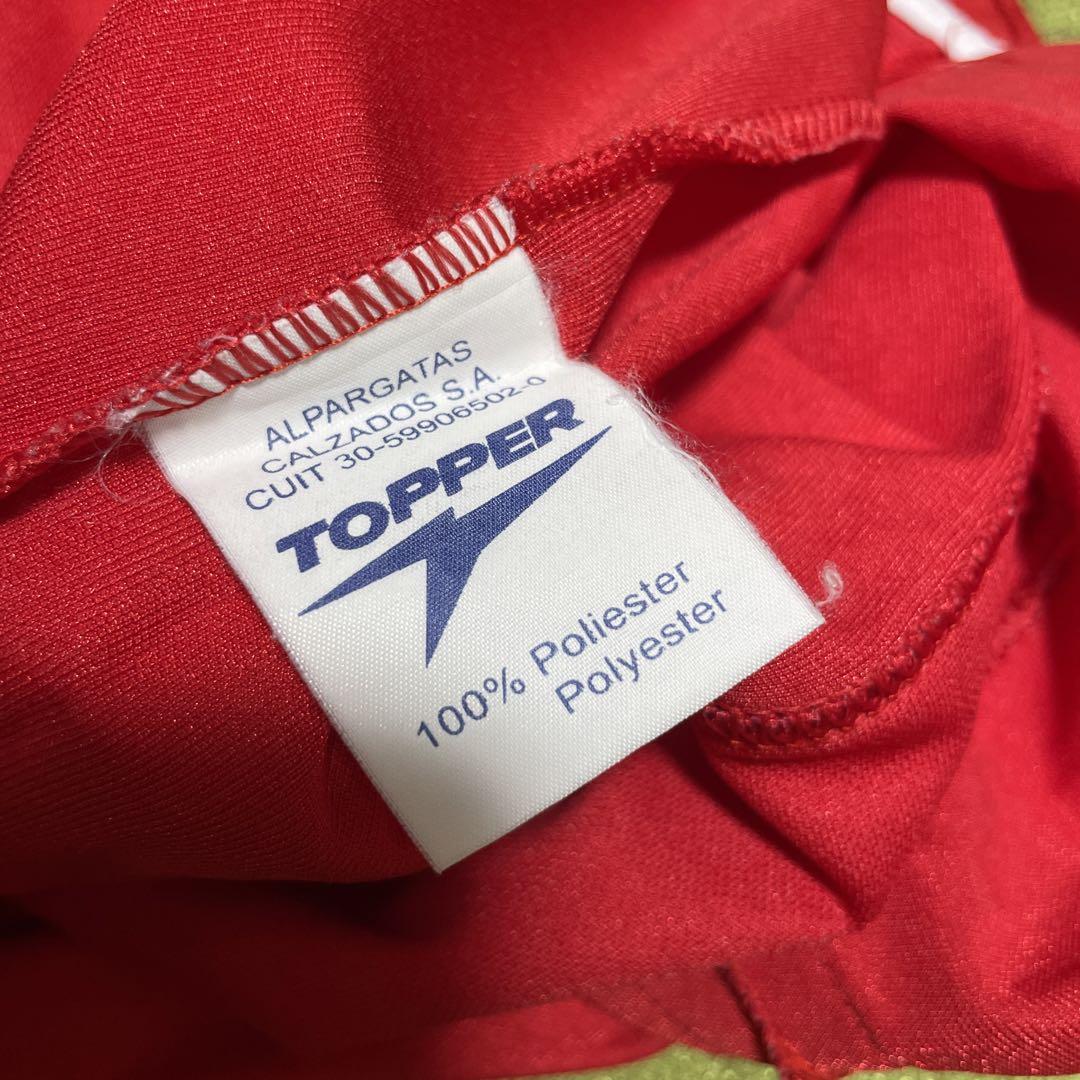 ALPARGATAS
CALZADOS S.A.
CUIT 30-59906502-0
TOPPER
100% Poliester
Polyester